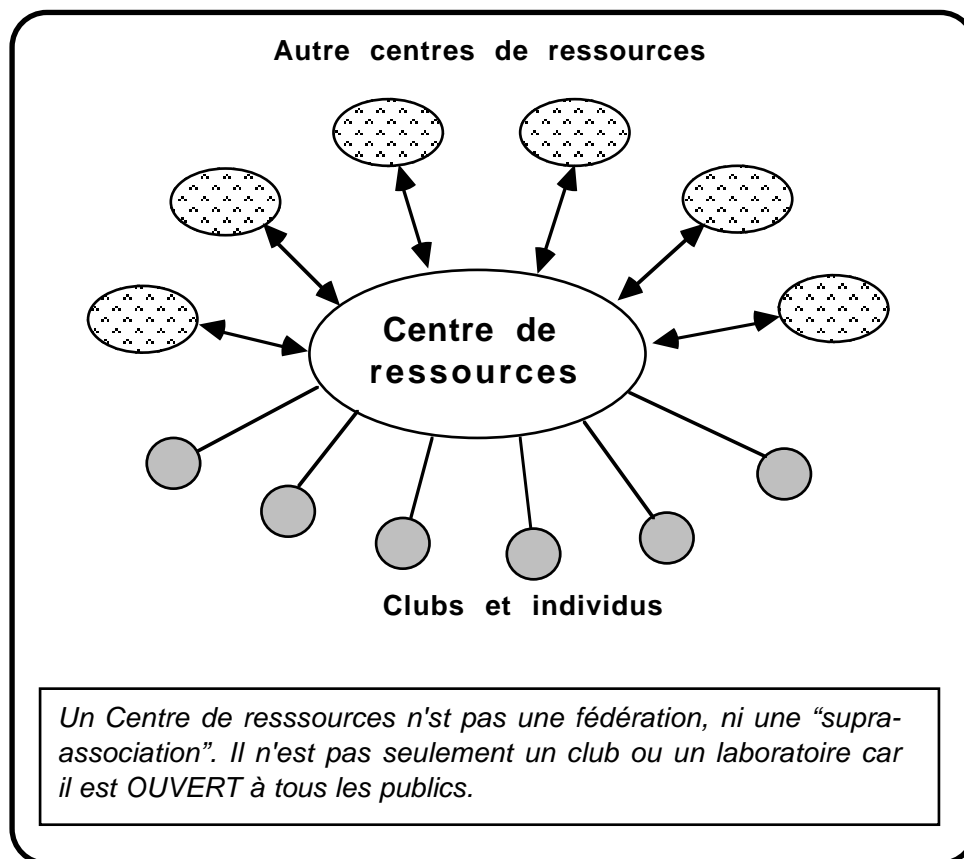 Autre centres de ressources
Centre de
ressources
Clubs et individus
Un Centre de resssources n'st pas une fédération, ni une “supra-
association”. Il n'est pas seulement un club ou un laboratoire car
il est OUVERT à tous les publics.